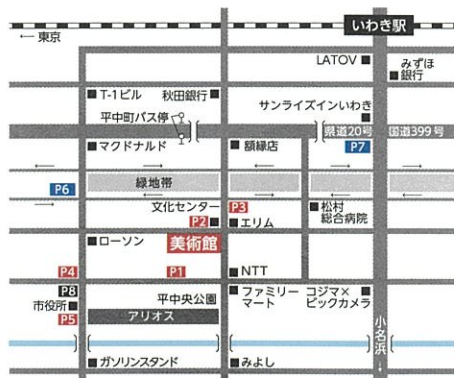 いわき駅
← 東京
LATOV
みずほ
銀行
T-1ビル
秋田銀行
サンライズインいわき
平中町バス停
県道20号
国道399号
マクドナルド
額縁店
P7
緑地帯
P6
文化センター
P3
松村
総合病院
P2
エリム
ローソン
美術館
P4
P1
NTT
P8
市役所
平中央公園
ファミリー
マート
コジマ×
ビックカメラ
P5
アリオス
小名浜
ガソリンスタンド
みよし